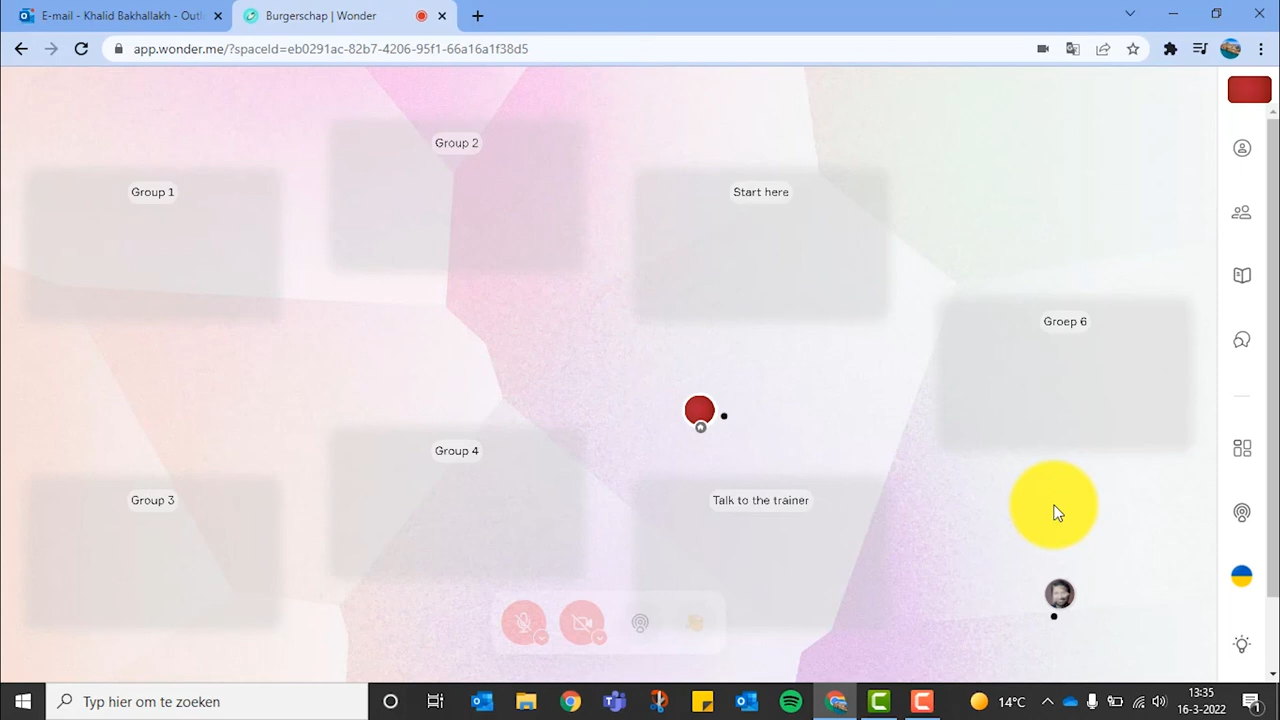 E-mail - Khalid Bakhallakh - Outl
Burgerschap | Wonder
app.wonder.me/?spaceId=eb0291ac-82b7-4206-95f1-66a16a1f38d5
Group 2
Group 1
Start here
Groep 6
Group 4
Group 3
Talk to the trainer
Typ hier om te zoeken
14°C
13:35
16-3-2022
1